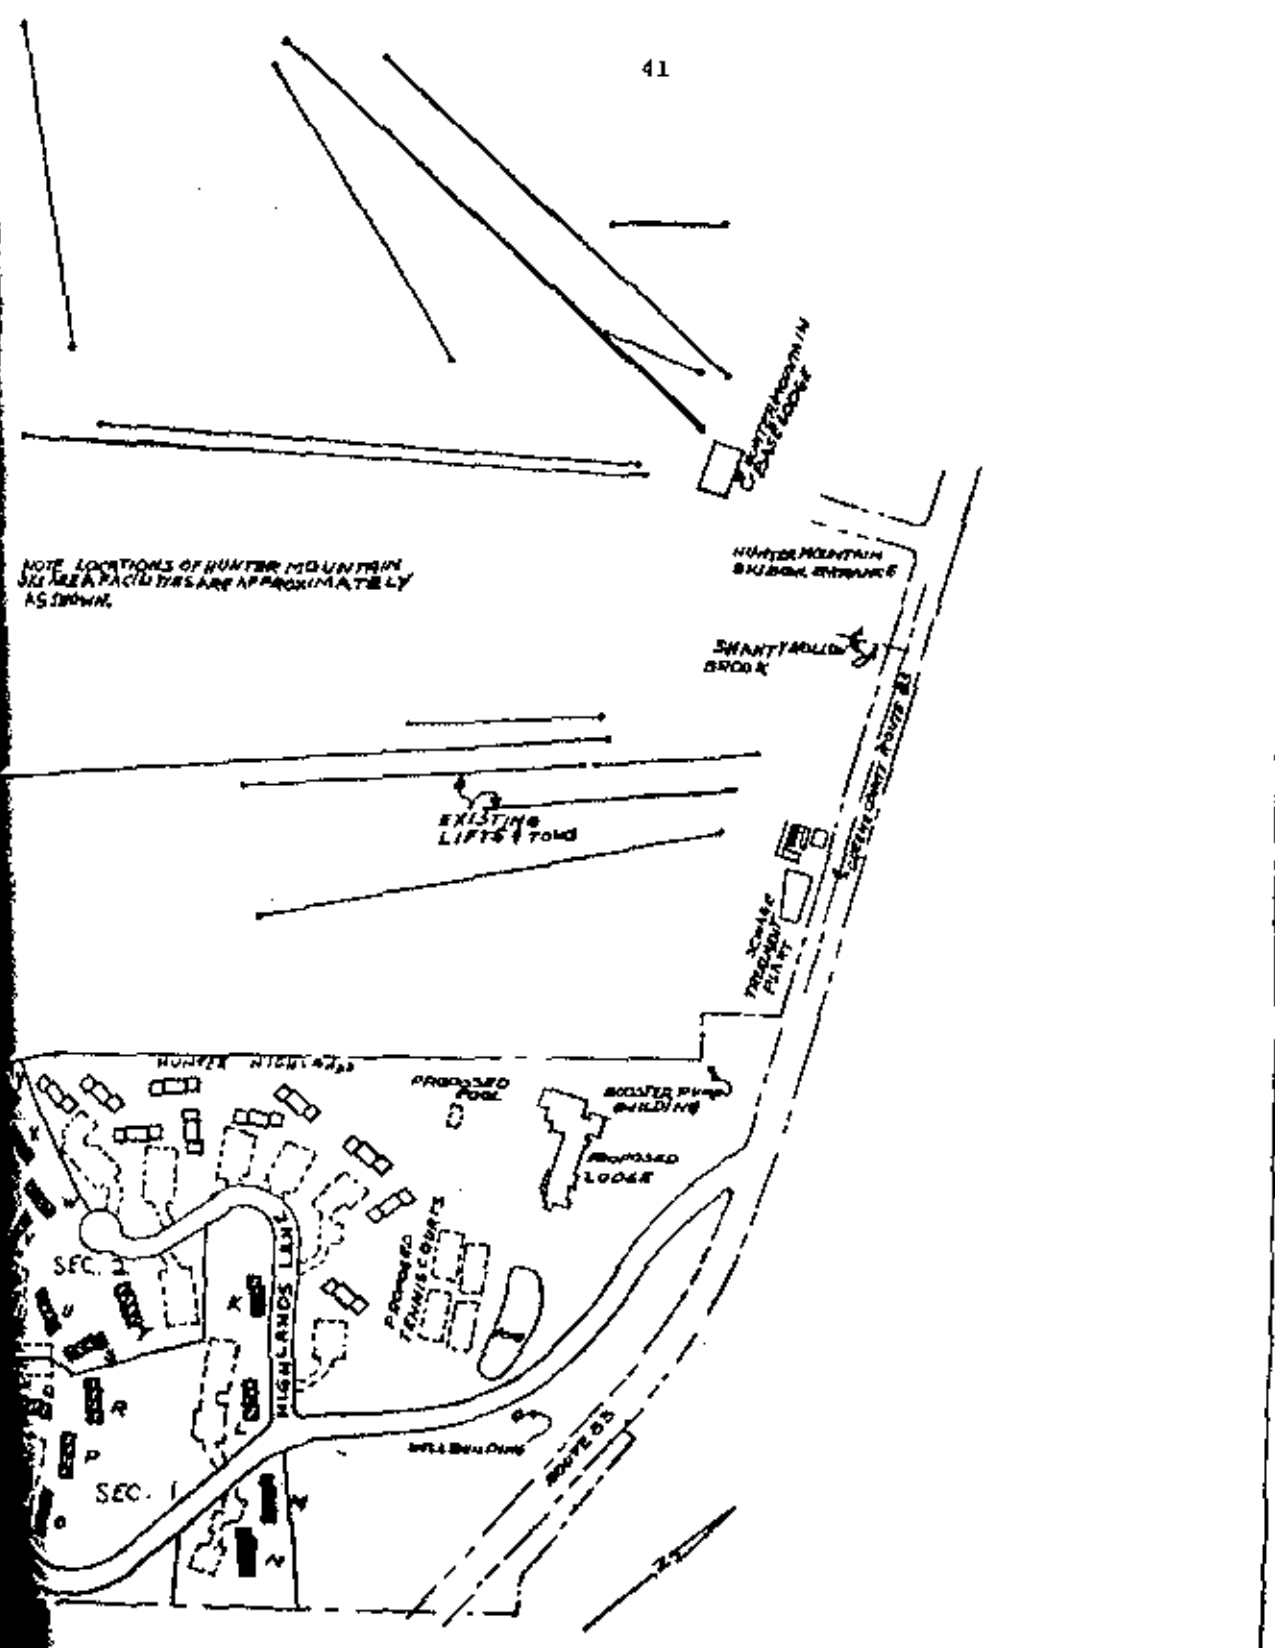 41
HUNTER MOUNTAIN
BASE LODGE
NOTE LOCATIONS OF HUNTER MOUNTAIN
SKI AREA FACILITIES ARE APPROXIMATELY
AS SHOWN.
HUNTER MOUNTAIN
SKI BOWL ENTRANCE
SHANTY HOLLOW
BROOK
GREENE COUNTY ROUTE 83
EXISTING
LIFTS & TOWS
SEWAGE
TREATMENT
PLANT
HUNTER HIGHLANDS
PROPOSED
POOL
BOOSTER PUMP
BUILDING
PROPOSED
LODGE
PROPOSED
TENNIS COURTS
HIGHLANDS LANE
SEC. 2
U
K
R
P
SEC. 1
O
N
WELL BUILDING
ROUTE 83